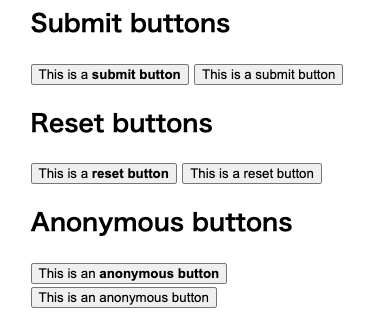 Submit buttons
This is a submit button This is a submit button
Reset buttons
This is a reset button This is a reset button
Anonymous buttons
This is an anonymous button
This is an anonymous button